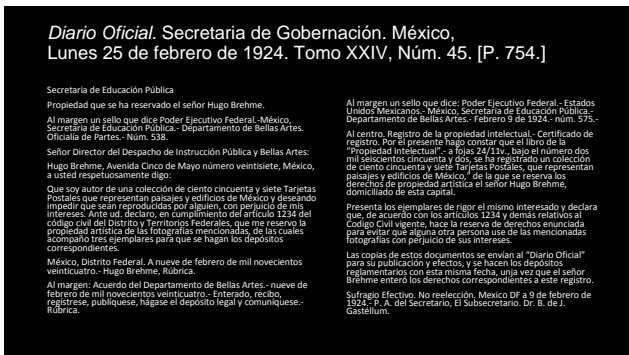 Diario Oficial. Secretaria de Gobernación. México,
Lunes 25 de febrero de 1924. Tomo XXIV, Núm. 45. [P. 754.]
Secretaria de Educación Pública
Propiedad que se ha reservado el señor Hugo Brehme.
Al margen un sello que dice Poder Ejecutivo Federal.-México,
Secretaría de Educación Pública.- Departamento de Bellas Artes.
Oficialía de Partes.- Núm. 538.
Señor Director del Despacho de Instrucción Pública y Bellas Artes:
Hugo Brehme, Avenida Cinco de Mayo número veintisiete, México,
a usted respetuosamente digo:
Que soy autor de una colección de ciento cincuenta y siete Tarjetas
Postales que representan paisajes y edificios de México y deseando
impedir que sean reproducidas por alguien, con perjuicio de mis
intereses. Ante ud. declaro, en cumplimiento del artículo 1234 del
código civil del Distrito y Territorios Federales, que me reservo la
propiedad artística de las fotografías mencionadas, de las cuales
acompaño tres ejemplares para que se hagan los depósitos
correspondientes.
México, Distrito Federal. A nueve de febrero de mil novecientos
veinticuatro.- Hugo Brehme, Rúbrica.
Al margen: Acuerdo del Departamento de Bellas Artes.- nueve de
febrero de mil novecientos veinticuatro.- Enterado, recibo,
regístrese, publíquese, hágase el depósito legal y comuníquese.-
Rúbrica.
Al margen un sello que dice: Poder Ejecutivo Federal.- Estados
Unidos Mexicanos.- México, Secretaría de Educación Pública.-
Departamento de Bellas Artes.- Febrero 9 de 1924.- núm. 575.-
Al centro. Registro de la propiedad intelectual.- Certificado de
registro. Por el presente hago constar que el libro de la
"Propiedad Intelectual".- a fojas 24/11v., bajo el número dos
mil seiscientos cincuenta y dos, se ha registrado un colección
de ciento cincuenta y siete Tarjetas Postales, que representan
paisajes y edificios de México," de la que se reserva los
derechos de propiedad artística el señor Hugo Brehme,
domiciliado de esta capital.
Presenta los ejemplares de rigor el mismo interesado y declara
que, de acuerdo con los artículos 1234 y demás relativos al
Codigo Civil vigente, hace la reserva de derechos enunciada
para evitar que alguna otra persona use de las mencionadas
fotografías con perjuicio de sus intereses.
Las copias de estos documentos se envían al "Diario Oficial"
para su publicación y efectos, y se hacen los depósitos
reglamentarios con esta misma fecha, unja vez que el señor
Brehme enteró los derechos correspondientes a este registro.
Sufragio Efectivo. No reelección. Mexico DF a 9 de febrero de
1924.- P. A. del Secretario, El Subsecretario. Dr. B. de J.
Gastéllum.